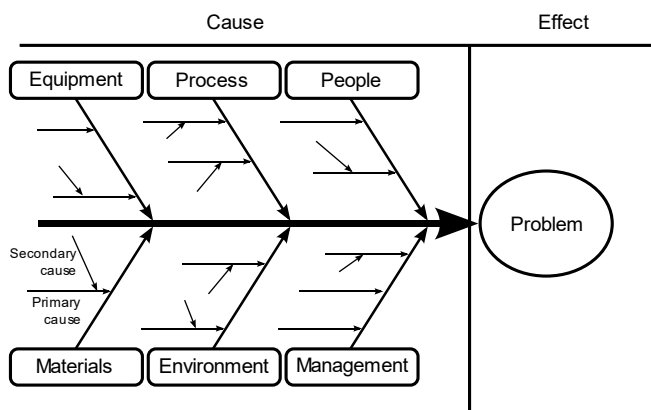 Cause
Effect
Equipment
Process
People
Problem
Secondary
cause
Primary
cause
Materials
Environment
Management